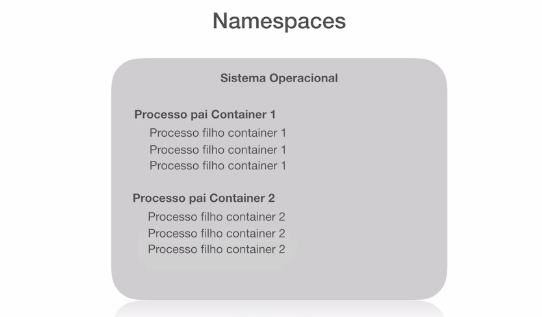 Namespaces
Sistema Operacional
Processo pai Container 1
Processo filho container 1
Processo filho container 1
Processo filho container 1
Processo pai Container 2
Processo filho container 2
Processo filho container 2
Processo filho container 2